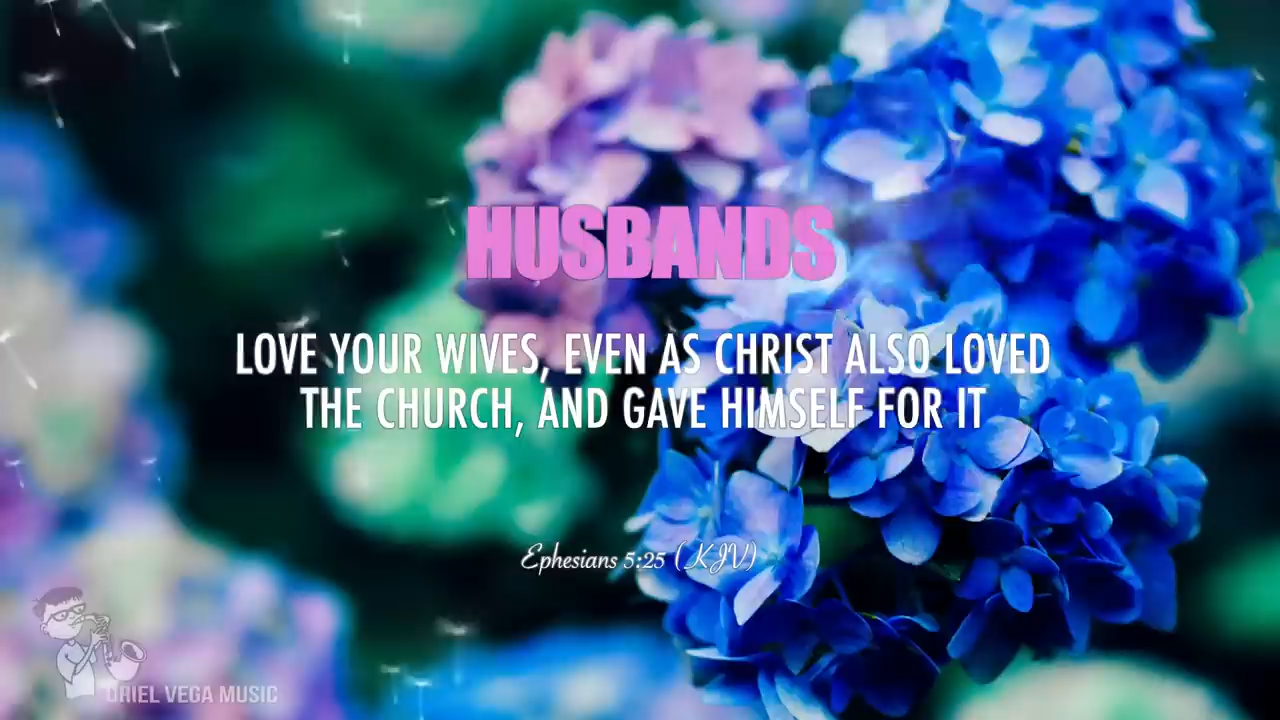 HUSBANDS
LOVE YOUR WIVES, EVEN AS CHRIST ALSO LOVED
THE CHURCH, AND GAVE HIMSELF FOR IT
Ephesians 5:25 (KJV)
ORIEL VEGA MUSIC